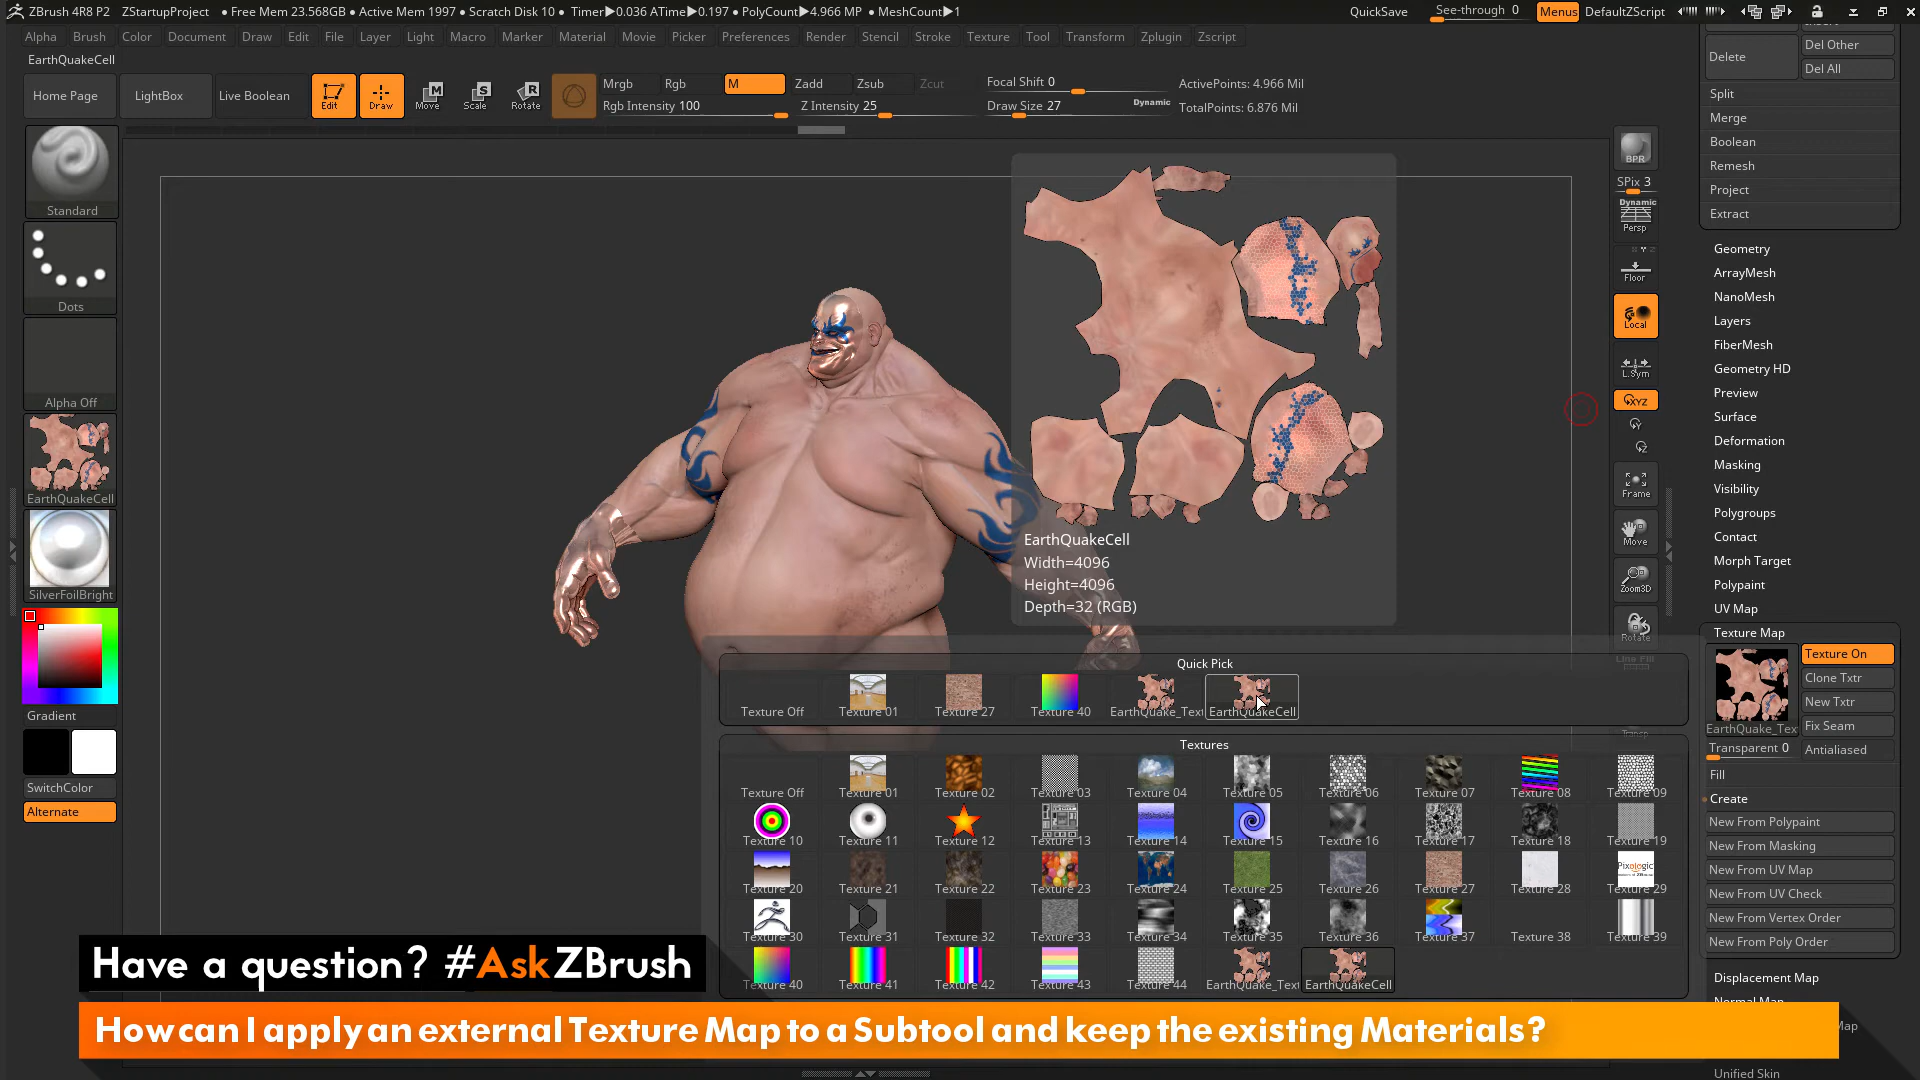 ZBrush 4R8 P2 ZStartupProject • Free Mem 23.568GB • Active Mem 1997 • Scratch Disk 10 • Timer▶0.036 ATime▶0.197 • PolyCount▶4.966 MP • MeshCount▶1 QuickSave See-through 0 Menus DefaultZScript
Alpha Brush Color Document Draw Edit File Layer Light Macro Marker Material Movie Picker Preferences Render Stencil Stroke Texture Tool Transform Zplugin Zscript
EarthQuakeCell
Home Page LightBox Live Boolean Edit Draw Move Scale Rotate
Mrgb Rgb M Zadd Zsub Zcut
Rgb Intensity 100 Z Intensity 25
Focal Shift 0
Draw Size 27 Dynamic
ActivePoints: 4.966 Mil
TotalPoints: 6.876 Mil
Standard
Dots
Alpha Off
EarthQuakeCell
SilverFoilBright
Gradient
SwitchColor
Alternate
EarthQuakeCell
Width=4096
Height=4096
Depth=32 (RGB)
Quick Pick
Texture Off Texture 01 Texture 27 Texture 40 EarthQuake_Text EarthQuakeCell
Textures
Texture Off Texture 01 Texture 02 Texture 03 Texture 04 Texture 05 Texture 06 Texture 07 Texture 08 Texture 09
Texture 10 Texture 11 Texture 12 Texture 13 Texture 14 Texture 15 Texture 16 Texture 17 Texture 18 Texture 19
Pixologic
Texture 20 Texture 21 Texture 22 Texture 23 Texture 24 Texture 25 Texture 26 Texture 27 Texture 28 Texture 29
Texture 30 Texture 31 Texture 32 Texture 33 Texture 34 Texture 35 Texture 36 Texture 37 Texture 38 Texture 39
Texture 40 Texture 41 Texture 42 Texture 43 Texture 44 EarthQuake_Text EarthQuakeCell
BPR
SPix 3
Dynamic
Persp
Floor
Local
L.Sym
XYZ
Frame
Move
Zoom3D
Rotate
Line Fill
Transp
Delete
Del Other
Del All
Split
Merge
Boolean
Remesh
Project
Extract
Geometry
ArrayMesh
NanoMesh
Layers
FiberMesh
Geometry HD
Preview
Surface
Deformation
Masking
Visibility
Polygroups
Contact
Morph Target
Polypaint
UV Map
Texture Map
Texture On
Clone Txtr
New Txtr
EarthQuake_Tex Fix Seam
Transparent 0 Antialiased
Fill
Create
New From Polypaint
New From Masking
New From UV Map
New From UV Check
New From Vertex Order
New From Poly Order
Displacement Map
Normal Map
Map
Unified Skin
Have a question? #AskZBrush
How can I apply an external Texture Map to a Subtool and keep the existing Materials?